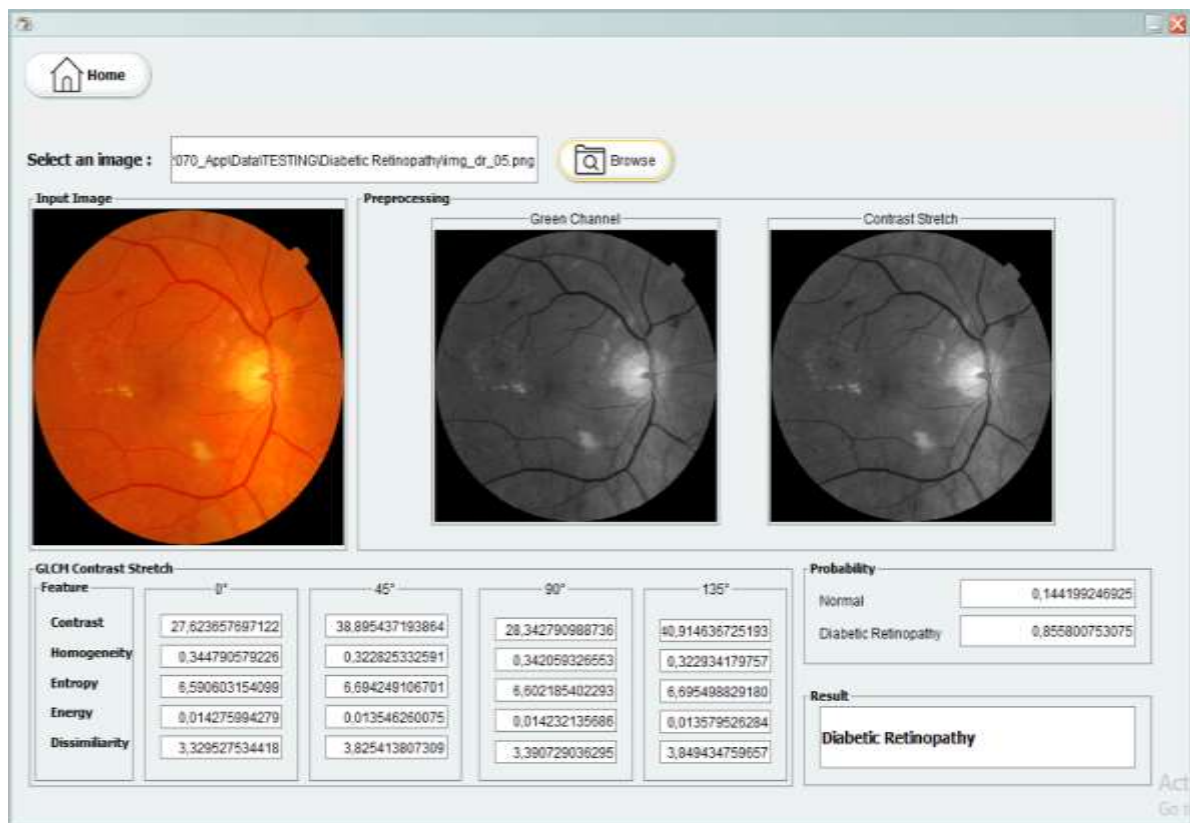 Home
Select an image : 070_App\Data\TESTING\Diabetic Retinopathy\img_dr_05.png Browse
Input Image Preprocessing
Green Channel Contrast Stretch
GLCM Contrast Stretch
Feature 0° 45° 90° 135°
Contrast 27,623657697122 38,895437193864 28,342790988736 40,914636725193
Homogeneity 0,344790579226 0,322825332591 0,342059326553 0,322934179757
Entropy 6,590603154099 6,694249106701 6,602185402293 6,695498829180
Energy 0,014275994279 0,013546260075 0,014232135686 0,013579526284
Dissimiliarity 3,329527534418 3,825413807309 3,390729036295 3,849434759657
Probability
Normal 0,144199246925
Diabetic Retinopathy 0,855800753075
Result
Diabetic Retinopathy
Act
Go